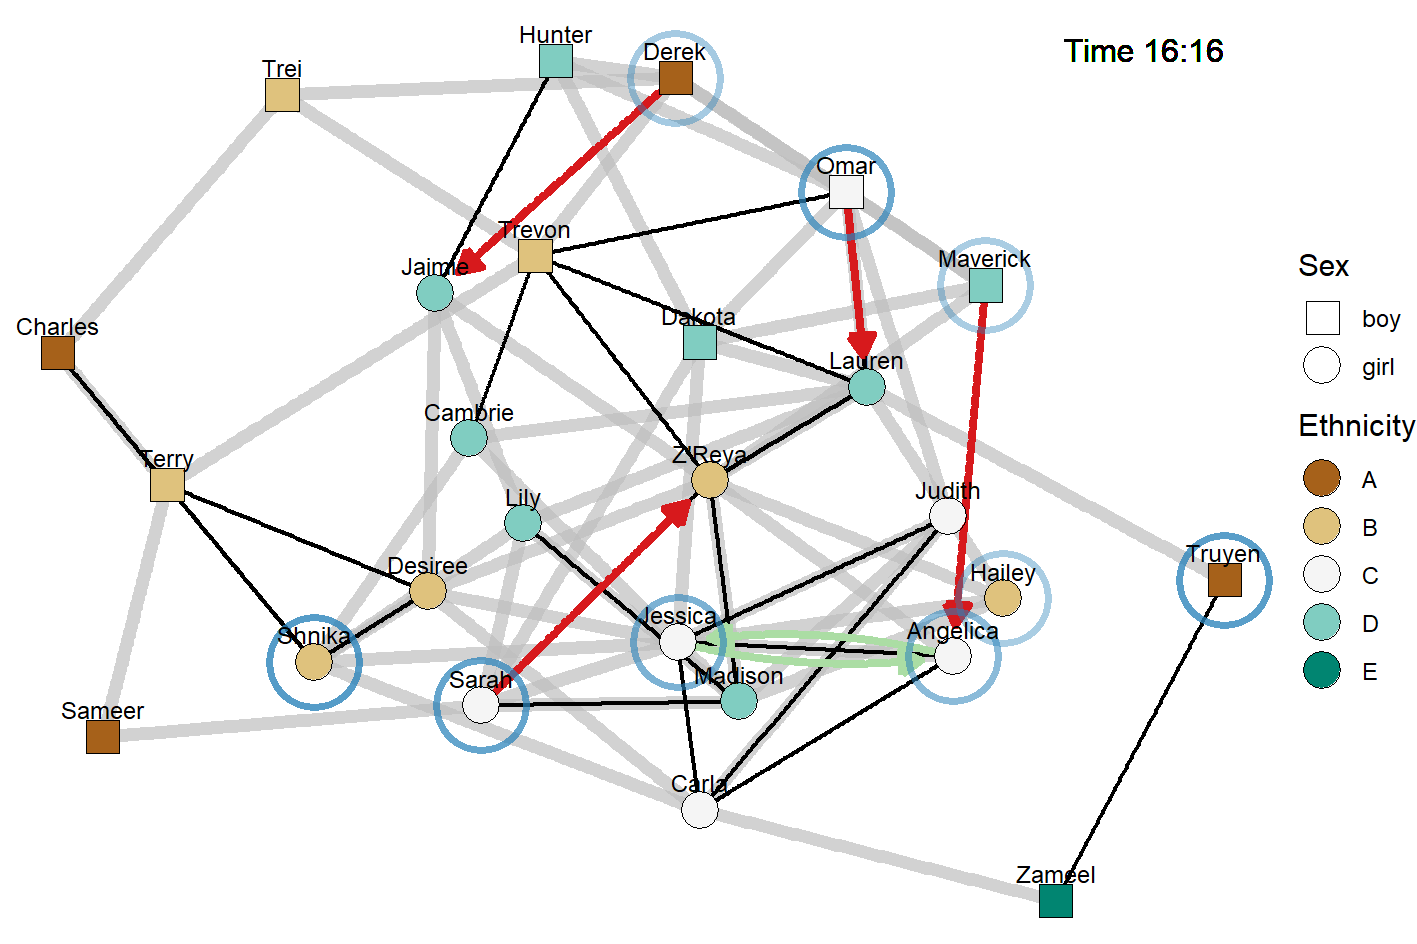 Hunter
Derek
Time 16:16
Trei
Omar
Trevon
Maverick
Jaimie
Sex
boy
girl
Charles
Dakota
Lauren
Cambrie
Ethnicity
A
B
C
D
E
Terry
Z'Reya
Lily
Judith
Desiree
Hailey
Truyen
Shnika
Jessica
Angelica
Sarah
Madison
Sameer
Carla
Zameel